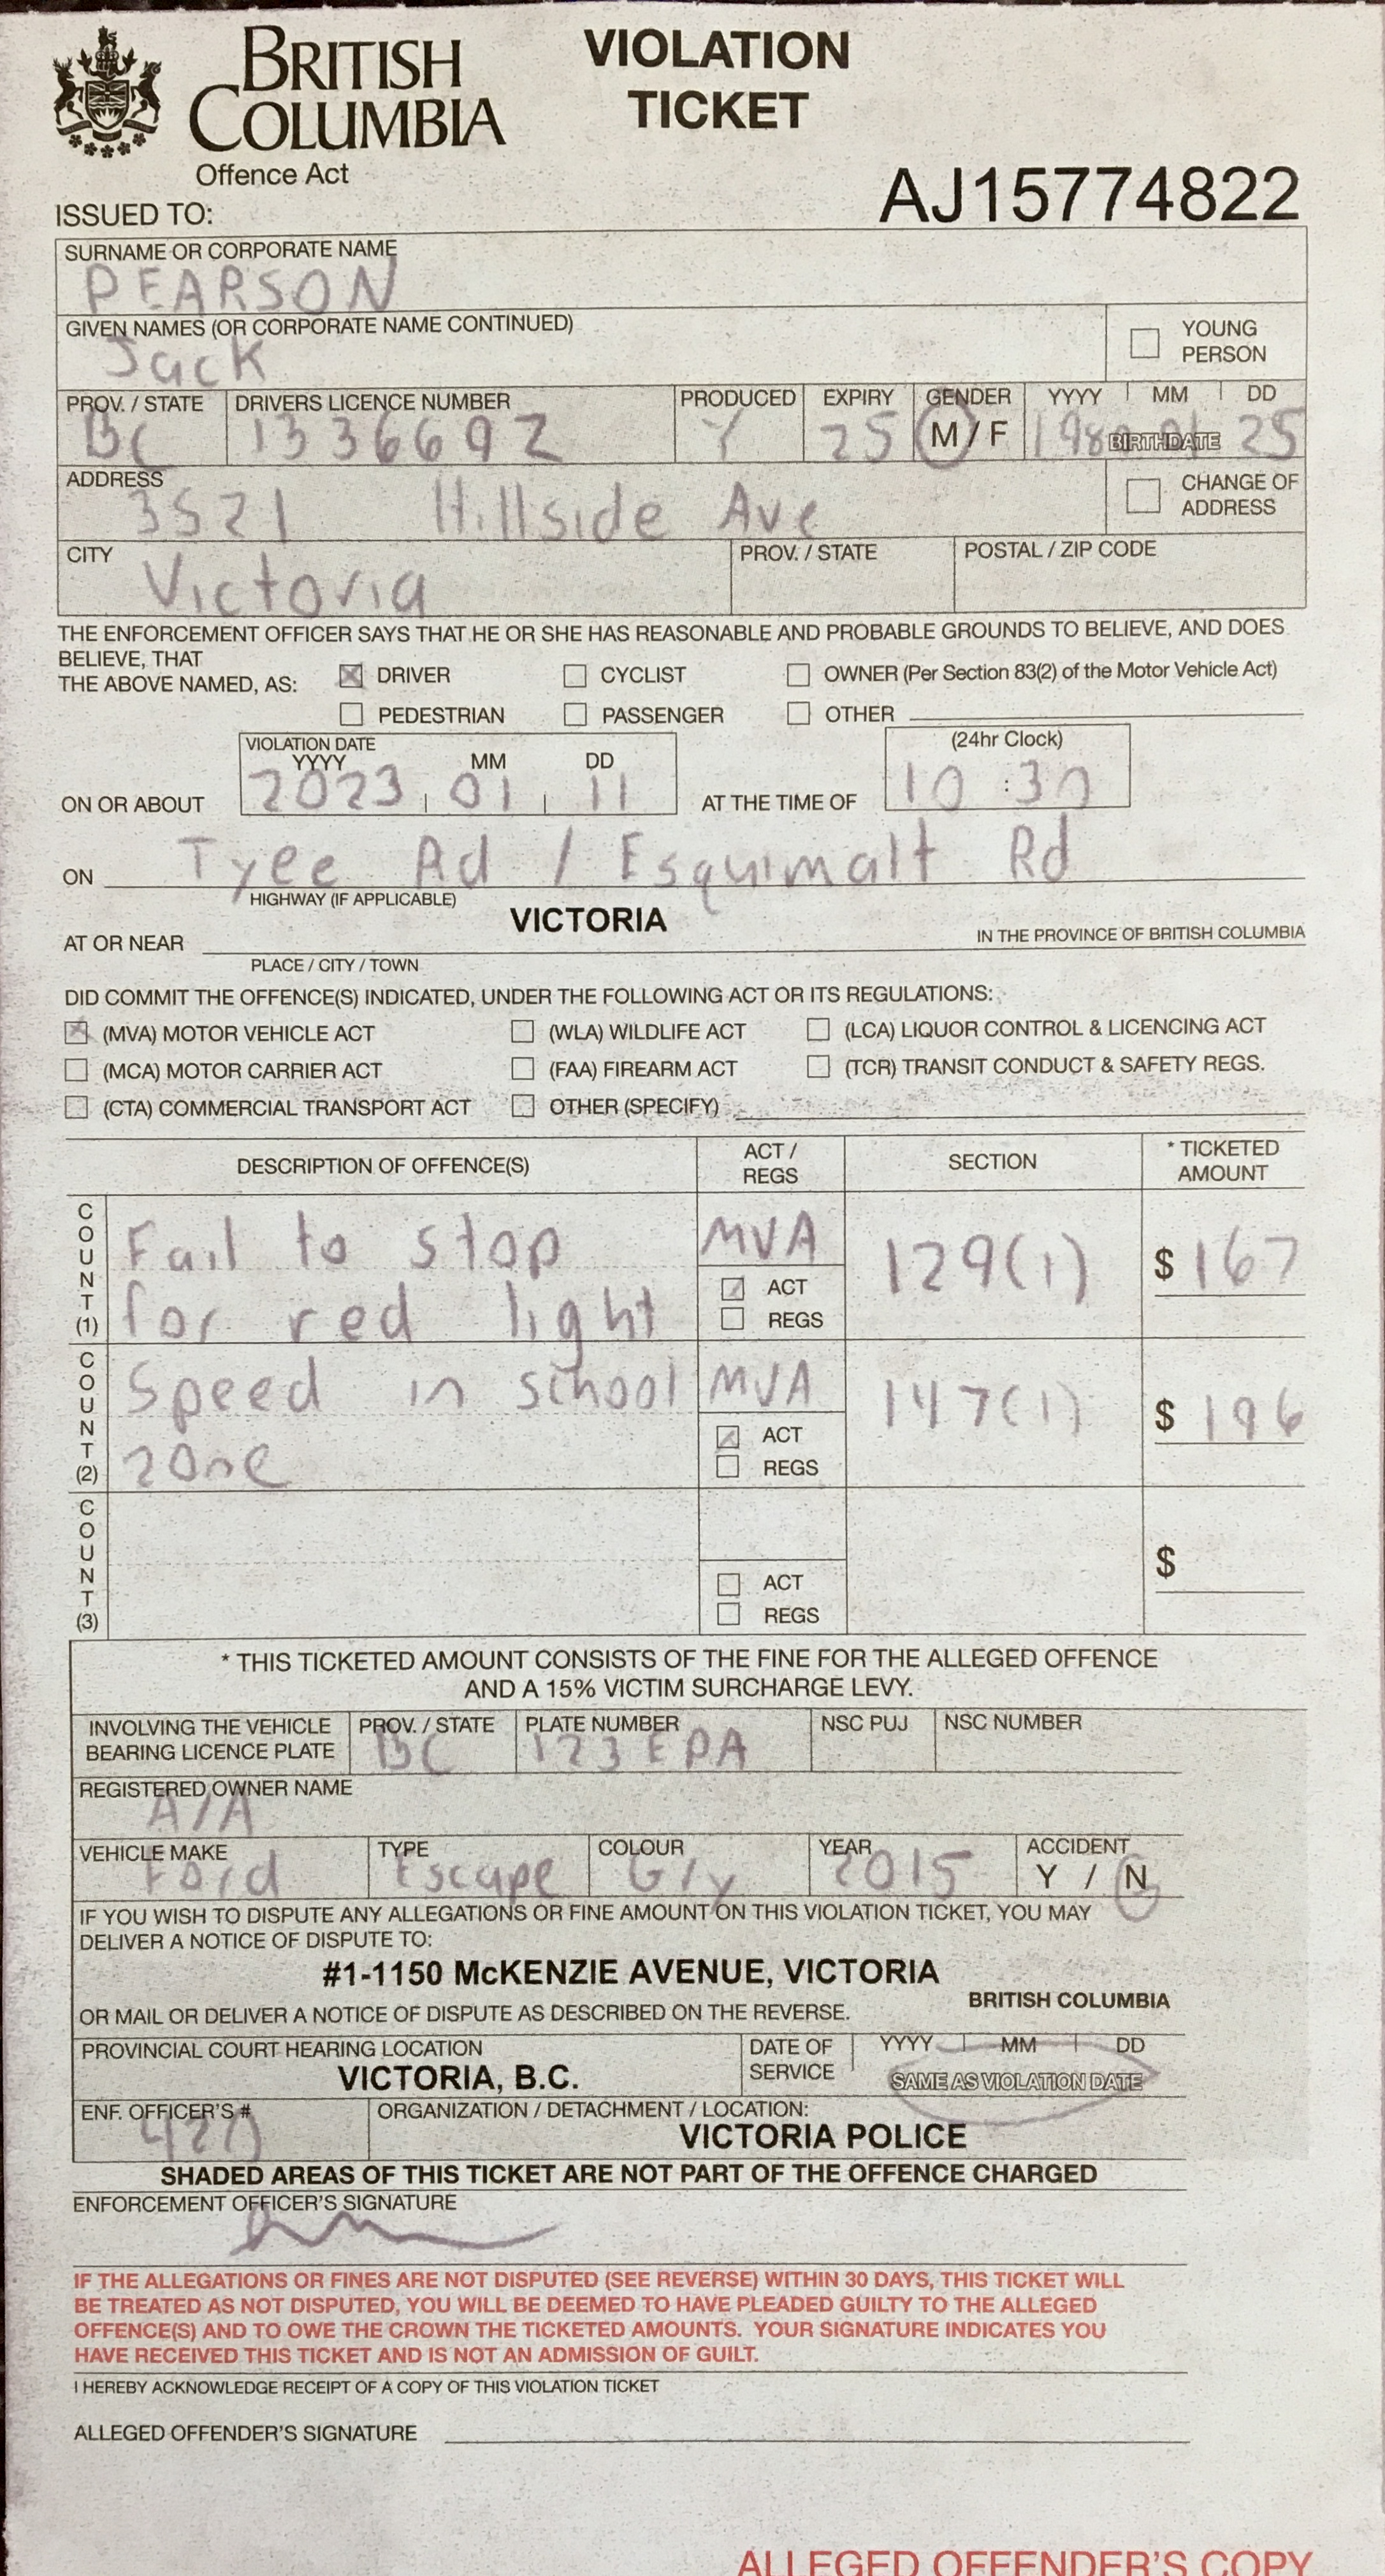 BRITISH
COLUMBIA
Offence Act
VIOLATION
TICKET
AJ15774822
ISSUED TO:
SURNAME OR CORPORATE NAME
PEARSON
GIVEN NAMES (OR CORPORATE NAME CONTINUED)
Jack
YOUNG
PERSON
PROV. / STATE DRIVERS LICENCE NUMBER PRODUCED EXPIRY GENDER YYYY MM DD
BC 1336692 Y 25 M / F 1980 01 25
BIRTHDATE
ADDRESS
3521 Hillside Ave
CHANGE OF
ADDRESS
CITY PROV. / STATE POSTAL / ZIP CODE
Victoria
THE ENFORCEMENT OFFICER SAYS THAT HE OR SHE HAS REASONABLE AND PROBABLE GROUNDS TO BELIEVE, AND DOES
BELIEVE, THAT
THE ABOVE NAMED, AS: DRIVER CYCLIST OWNER (Per Section 83(2) of the Motor Vehicle Act)
PEDESTRIAN PASSENGER OTHER
VIOLATION DATE (24hr Clock)
YYYY MM DD
ON OR ABOUT 2023 01 11 AT THE TIME OF 10 :30
ON Tyee Rd / Esquimalt Rd
HIGHWAY (IF APPLICABLE)
AT OR NEAR VICTORIA IN THE PROVINCE OF BRITISH COLUMBIA
PLACE / CITY / TOWN
DID COMMIT THE OFFENCE(S) INDICATED, UNDER THE FOLLOWING ACT OR ITS REGULATIONS:
(MVA) MOTOR VEHICLE ACT (WLA) WILDLIFE ACT (LCA) LIQUOR CONTROL & LICENCING ACT
(MCA) MOTOR CARRIER ACT (FAA) FIREARM ACT (TCR) TRANSIT CONDUCT & SAFETY REGS.
(CTA) COMMERCIAL TRANSPORT ACT OTHER (SPECIFY)
DESCRIPTION OF OFFENCE(S) ACT / REGS SECTION * TICKETED AMOUNT
COUNT (1) Fail to stop MVA 129(1) $ 167
for red light ACT
REGS
COUNT (2) Speed in school MVA 147(1) $ 196
zone ACT
REGS
COUNT (3) $
ACT
REGS
* THIS TICKETED AMOUNT CONSISTS OF THE FINE FOR THE ALLEGED OFFENCE
AND A 15% VICTIM SURCHARGE LEVY.
INVOLVING THE VEHICLE
BEARING LICENCE PLATE
PROV. / STATE PLATE NUMBER NSC PUJ NSC NUMBER
BC 123 EPA
REGISTERED OWNER NAME
A/A
VEHICLE MAKE TYPE COLOUR YEAR ACCIDENT
Ford Escape Gry 2015 Y / N
IF YOU WISH TO DISPUTE ANY ALLEGATIONS OR FINE AMOUNT ON THIS VIOLATION TICKET, YOU MAY
DELIVER A NOTICE OF DISPUTE TO:
#1-1150 McKENZIE AVENUE, VICTORIA
BRITISH COLUMBIA
OR MAIL OR DELIVER A NOTICE OF DISPUTE AS DESCRIBED ON THE REVERSE.
PROVINCIAL COURT HEARING LOCATION
VICTORIA, B.C.
DATE OF
SERVICE
YYYY MM DD
SAME AS VIOLATION DATE
ENF. OFFICER'S #
ORGANIZATION / DETACHMENT / LOCATION:
VICTORIA POLICE
SHADED AREAS OF THIS TICKET ARE NOT PART OF THE OFFENCE CHARGED
ENFORCEMENT OFFICER'S SIGNATURE
IF THE ALLEGATIONS OR FINES ARE NOT DISPUTED (SEE REVERSE) WITHIN 30 DAYS, THIS TICKET WILL
BE TREATED AS NOT DISPUTED, YOU WILL BE DEEMED TO HAVE PLEADED GUILTY TO THE ALLEGED
OFFENCE(S) AND TO OWE THE CROWN THE TICKETED AMOUNTS. YOUR SIGNATURE INDICATES YOU
HAVE RECEIVED THIS TICKET AND IS NOT AN ADMISSION OF GUILT.
I HEREBY ACKNOWLEDGE RECEIPT OF A COPY OF THIS VIOLATION TICKET
ALLEGED OFFENDER'S SIGNATURE
ALLEGED OFFENDER'S COPY